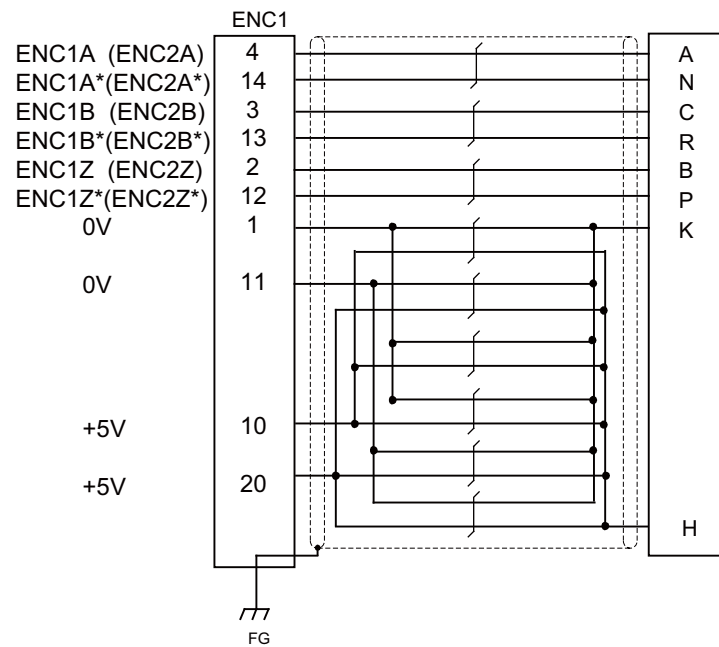 ENC1
ENC1A (ENC2A) 4 A
ENC1A*(ENC2A*) 14 N
ENC1B (ENC2B) 3 C
ENC1B*(ENC2B*) 13 R
ENC1Z (ENC2Z) 2 B
ENC1Z*(ENC2Z*) 12 P
0V 1 K
0V 11
+5V 10
+5V 20
H
FG